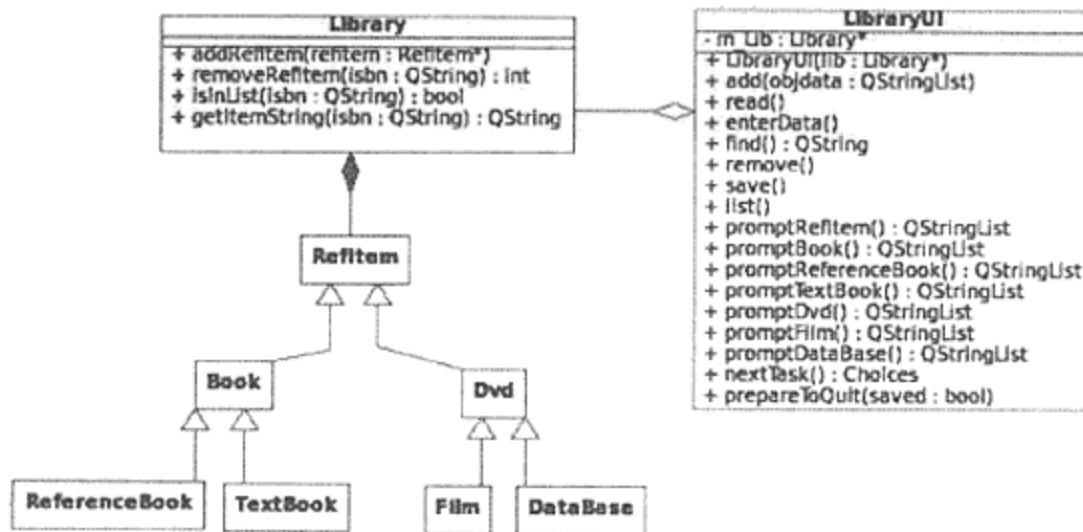 Library
+ addRefItem(refitem : RefItem*)
+ removeRefItem(isbn : QString) : int
+ isInList(isbn : QString) : bool
+ getItemString(isbn : QString) : QString
LibraryUI
- m_Lib : Library*
+ LibraryUI(lib : Library*)
+ add(objdata : QStringList)
+ read()
+ enterData()
+ find() : QString
+ remove()
+ save()
+ list()
+ promptRefItem() : QStringList
+ promptBook() : QStringList
+ promptReferenceBook() : QStringList
+ promptTextBook() : QStringList
+ promptDvd() : QStringList
+ promptFilm() : QStringList
+ promptDataBase() : QStringList
+ nextTask() : Choices
+ prepareToQuit(saved : bool)
RefItem
Book
Dvd
ReferenceBook
TextBook
Film
DataBase